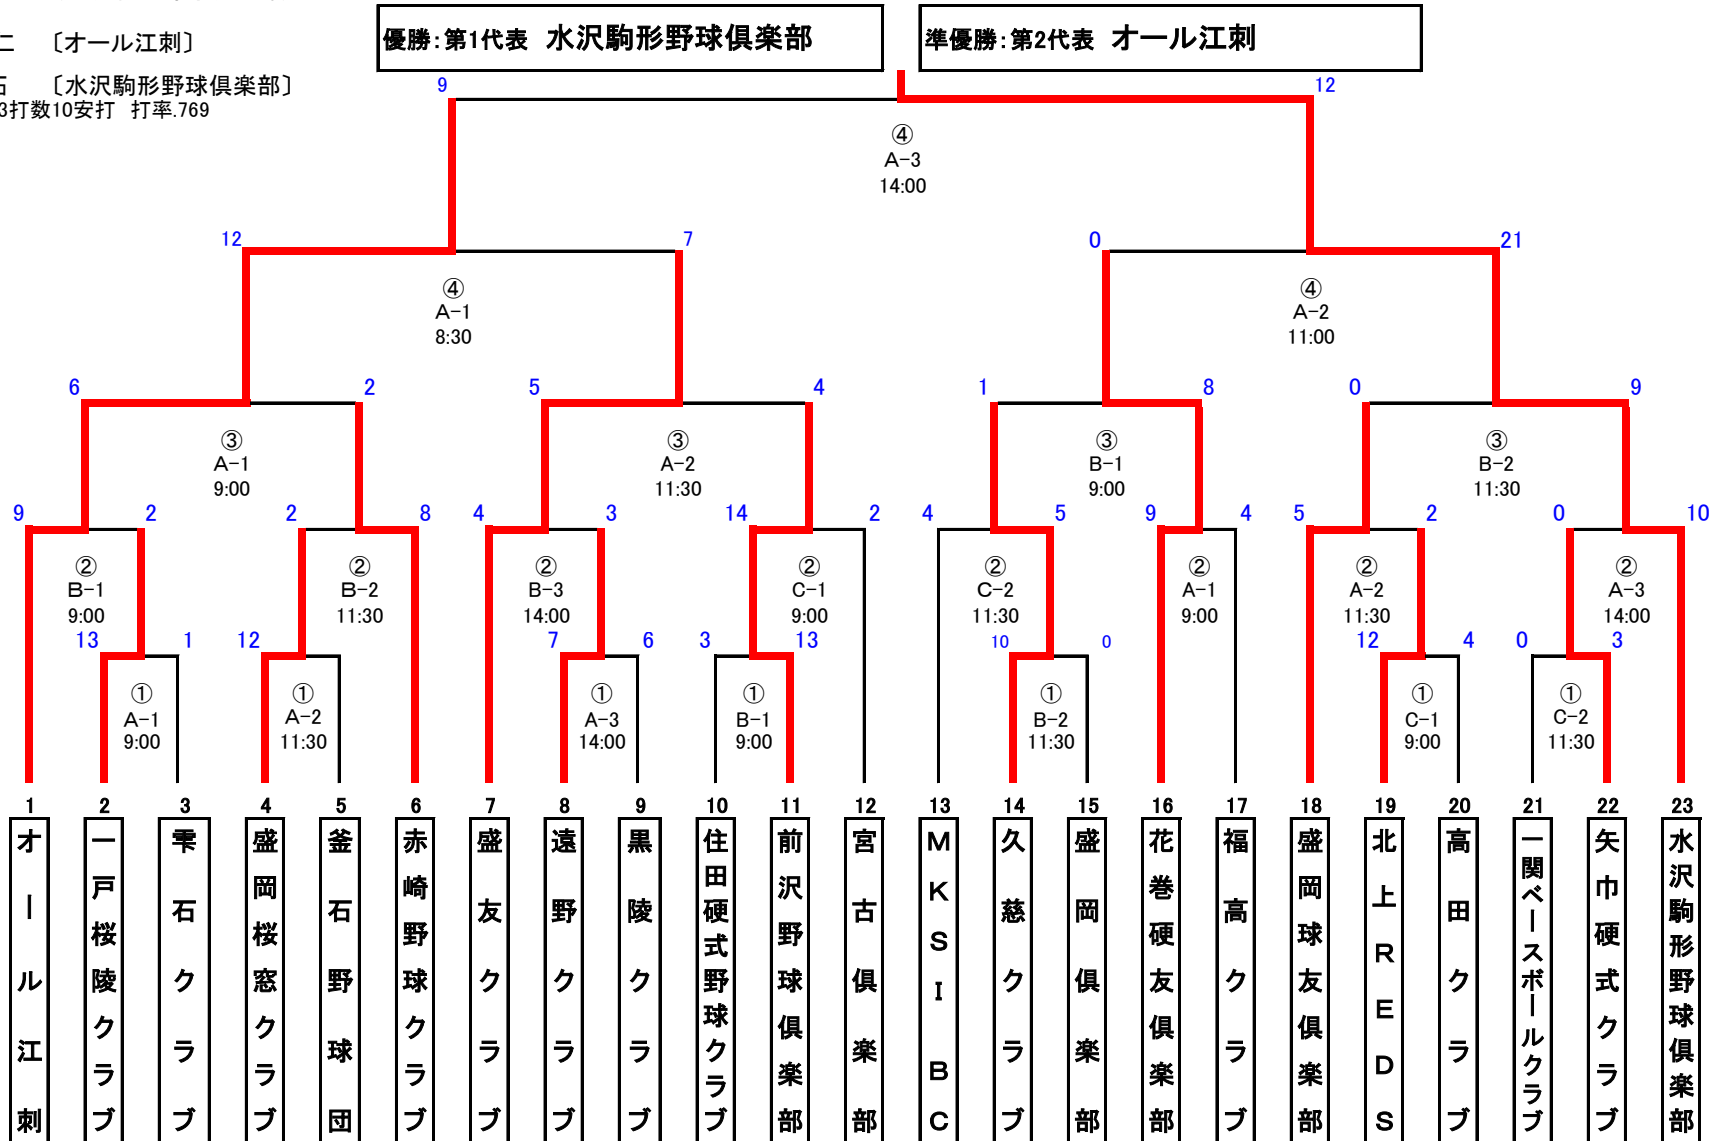 優勝:第1代表 水沢駒形野球倶楽部
準優勝:第2代表 オール江刺
二 〔オール江刺〕
〔水沢駒形野球倶楽部〕
3打数10安打 打率.769
9 12
④
A-3
14:00
12 7 0 21
④ ④
A-1 A-2
8:30 11:00
6 2 5 4 1 8 0 9
③ ③ ③ ③
A-1 A-2 B-1 B-2
9:00 11:30 9:00 11:30
9 2 2 8 4 3 14 2 4 5 9 4 5 2 0 10
② ② ② ② ② ② ② ②
B-1 B-2 B-3 C-1 C-2 A-1 A-2 A-3
9:00 11:30 14:00 9:00 11:30 9:00 11:30 14:00
13 1 12 7 6 3 13 10 0 12 4 0 3
① ① ① ① ① ① ①
A-1 A-2 A-3 B-1 B-2 C-1 C-2
9:00 11:30 14:00 9:00 11:30 9:00 11:30
1 オール江刺
2 一戸桜陵クラブ
3 雫石クラブ
4 盛岡桜窓クラブ
5 釜石野球団
6 赤崎野球クラブ
7 盛友クラブ
8 遠野クラブ
9 黒陵クラブ
10 住田硬式野球クラブ
11 前沢野球倶楽部
12 宮古倶楽部
13 MKSI BC
14 久慈クラブ
15 盛岡倶楽部
16 花巻硬友倶楽部
17 福高クラブ
18 盛岡球友倶楽部
19 北上REDS
20 高田クラブ
21 一関ベースボールクラブ
22 矢巾硬式クラブ
23 水沢駒形野球倶楽部